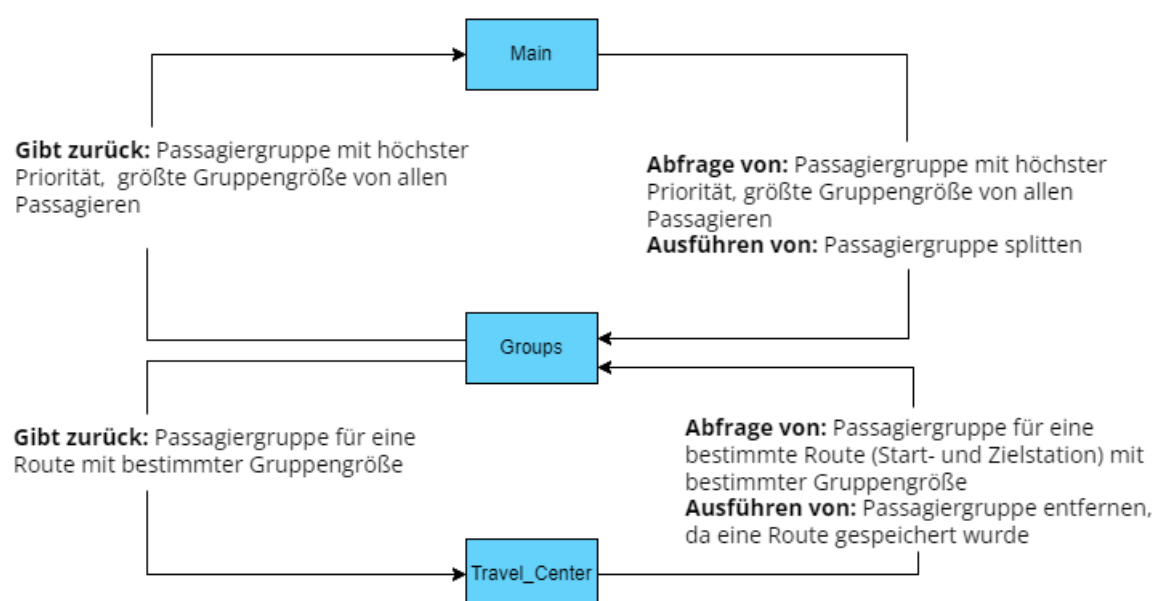 Main
Gibt zurück: Passagiergruppe mit höchster
Priorität, größte Gruppengröße von allen
Passagieren
Abfrage von: Passagiergruppe mit höchster
Priorität, größte Gruppengröße von allen
Passagieren
Ausführen von: Passagiergruppe splitten
Groups
Gibt zurück: Passagiergruppe für eine
Route mit bestimmter Gruppengröße
Abfrage von: Passagiergruppe für eine
bestimmte Route (Start- und Zielstation) mit
bestimmter Gruppengröße
Ausführen von: Passagiergruppe entfernen,
da eine Route gespeichert wurde
Travel_Center